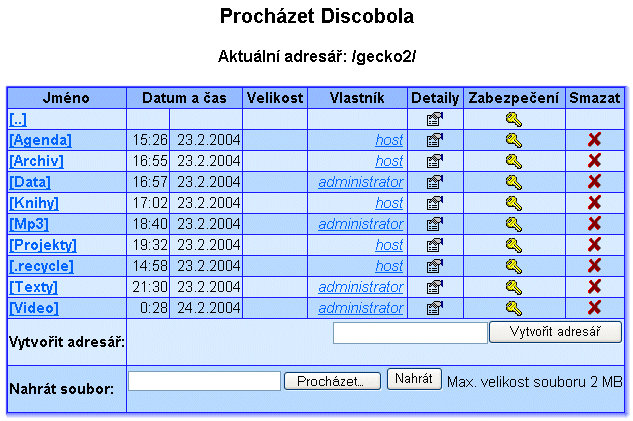 Procházet Discobola
Aktuální adresář: /gecko2/
Jméno Datum a čas Velikost Vlastník Detaily Zabezpečení Smazat
[..]
[Agenda] 15:26 23.2.2004 host
[Archiv] 16:55 23.2.2004 host
[Data] 16:57 23.2.2004 administrator
[Knihy] 17:02 23.2.2004 host
[Mp3] 18:40 23.2.2004 administrator
[Projekty] 19:32 23.2.2004 host
[.recycle] 14:58 23.2.2004 host
[Texty] 21:30 23.2.2004 administrator
[Video] 0:28 24.2.2004 administrator
Vytvořit adresář: Vytvořit adresář
Nahrát soubor: Procházet... Nahrát Max. velikost souboru 2 MB